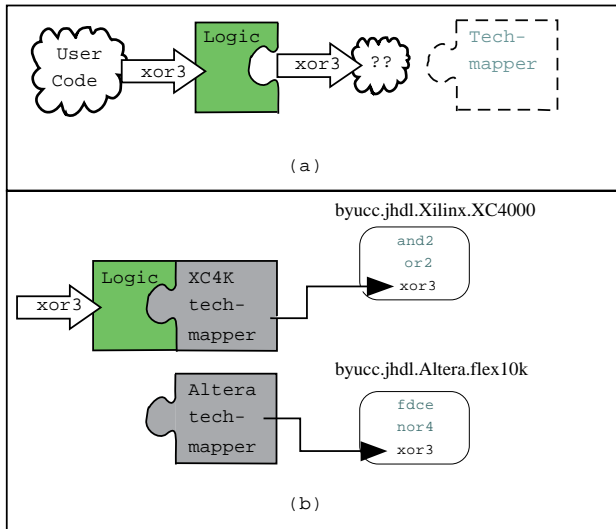 User
Code
xor3
Logic
xor3
??
Tech-
mapper
(a)
byucc.jhdl.Xilinx.XC4000
and2
or2
xor3
xor3
Logic
XC4K
tech-
mapper
byucc.jhdl.Altera.flex10k
Altera
tech-
mapper
fdce
nor4
xor3
(b)